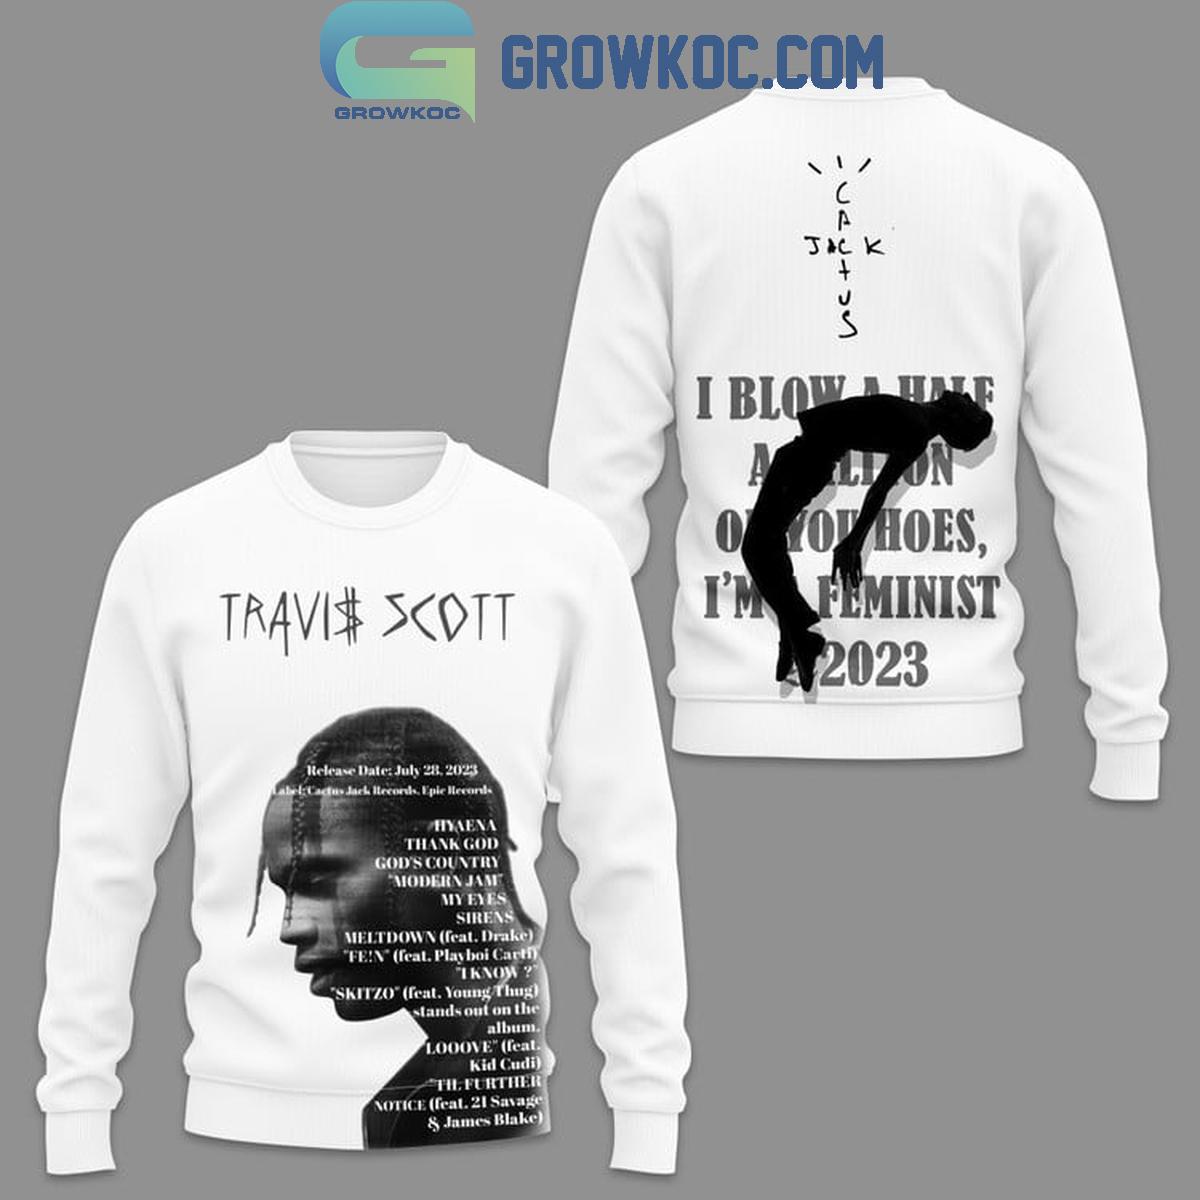 GROWKOC
GROWKOC.COM
CACTUS
JACK
I BLOW A HALF
A MILLION
ON YOU HOES,
I'M A FEMINIST
2023
TRAVI$ SCOTT
Release Date: July 28, 2023
Label: Cactus Jack Records, Epic Records
HYAENA
THANK GOD
GOD'S COUNTRY
"MODERN JAM"
MY EYES
SIRENS
MELTDOWN (feat. Drake)
"FE!N" (feat. Playboi Carti)
"I KNOW ?"
"SKITZO" (feat. Young Thug)
stands out on the
album.
LOOOVE" (feat.
Kid Cudi)
"TIL FURTHER
NOTICE (feat. 21 Savage
& James Blake)